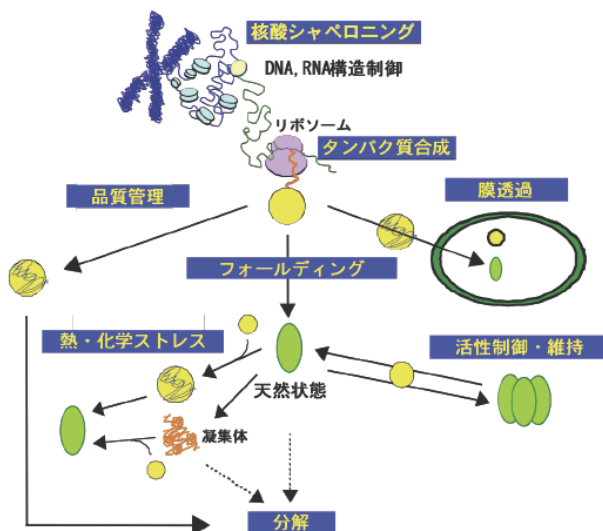 核酸シャペロニング
DNA, RNA構造制御
リボソーム
タンパク質合成
品質管理
膜透過
フォールディング
熱・化学ストレス
活性制御・維持
天然状態
凝集体
分解